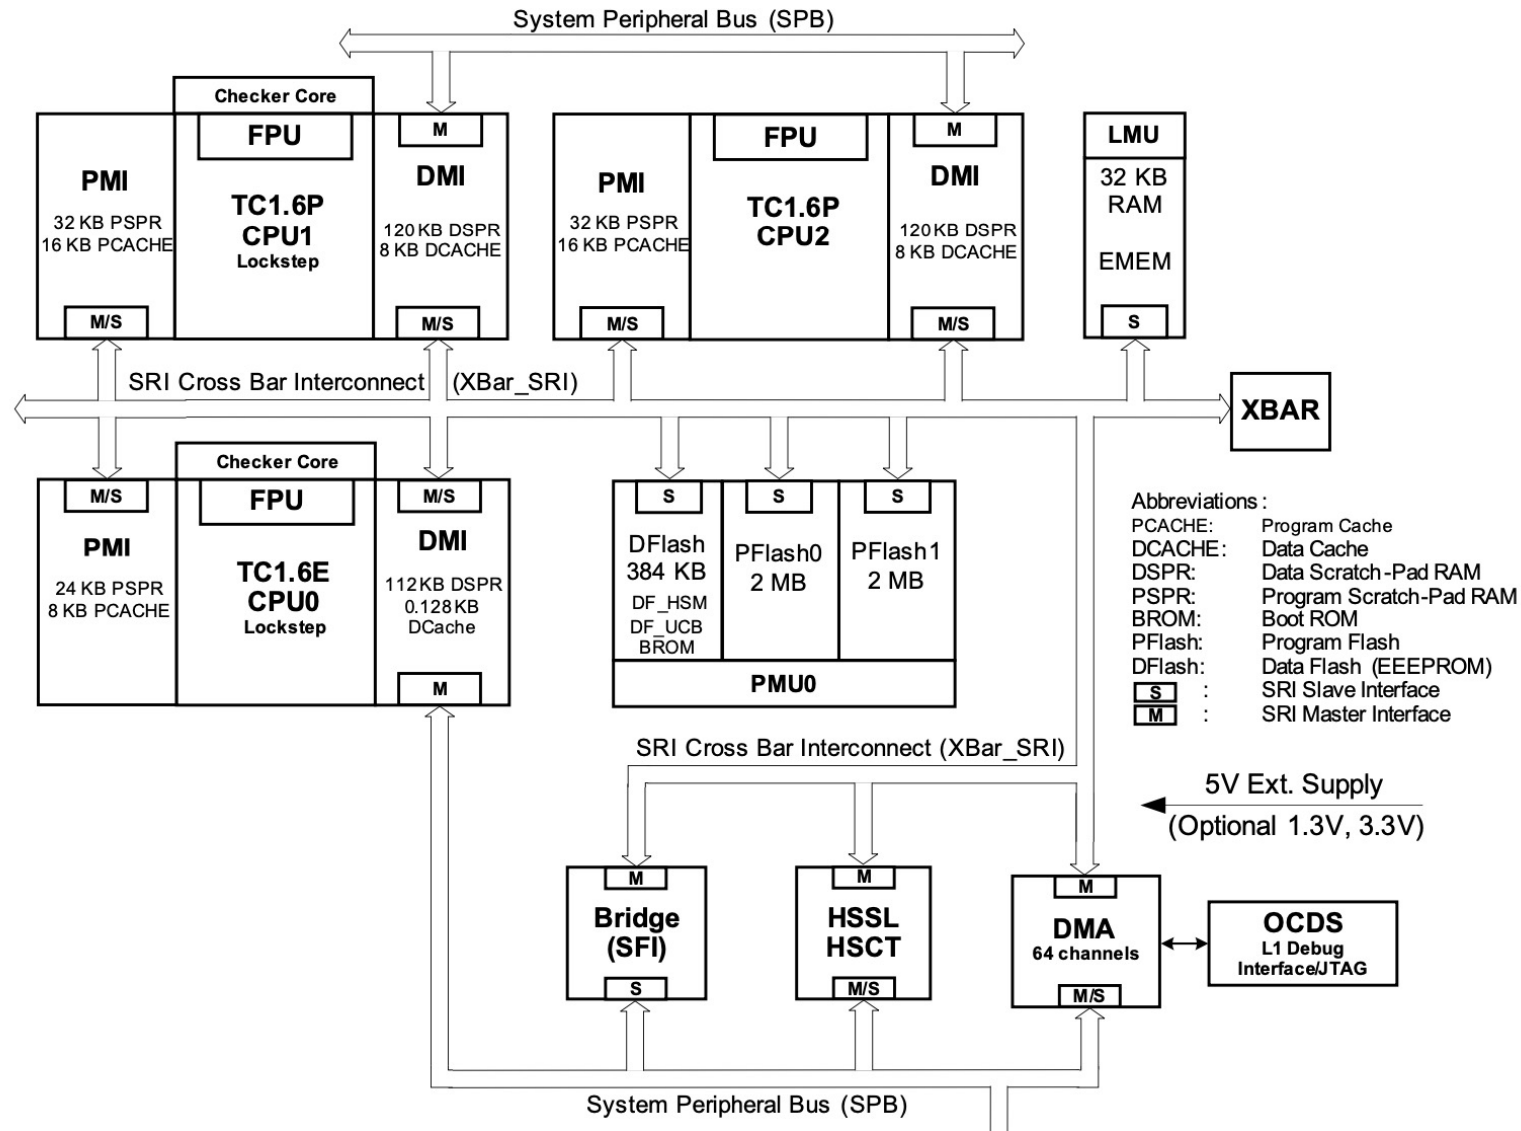 System Peripheral Bus (SPB)
Checker Core
FPU
M
DMI
PMI
TC1.6P
CPU1
Lockstep
32 KB PSPR
16 KB PCACHE
120 KB DSPR
8 KB DCACHE
M/S
M/S
FPU
M
DMI
PMI
TC1.6P
CPU2
32 KB PSPR
16 KB PCACHE
120 KB DSPR
8 KB DCACHE
M/S
M/S
LMU
32 KB
RAM
EMEM
S
SRI Cross Bar Interconnect (XBar_SRI)
XBAR
Checker Core
M/S
FPU
M/S
PMI
DMI
TC1.6E
CPU0
Lockstep
24 KB PSPR
8 KB PCACHE
112 KB DSPR
0.128 KB
DCache
M
S
S
S
DFlash
384 KB
DF_HSM
DF_UCB
BROM
PFlash0
2 MB
PFlash1
2 MB
PMU0
Abbreviations :
PCACHE: Program Cache
DCACHE: Data Cache
DSPR: Data Scratch-Pad RAM
PSPR: Program Scratch-Pad RAM
BROM: Boot ROM
PFlash: Program Flash
DFlash: Data Flash (EEEPROM)
S : SRI Slave Interface
M : SRI Master Interface
SRI Cross Bar Interconnect (XBar_SRI)
5V Ext. Supply
(Optional 1.3V, 3.3V)
M
Bridge
(SFI)
S
M
HSSL
HSCT
M/S
M
DMA
64 channels
M/S
OCDS
L1 Debug
Interface/JTAG
System Peripheral Bus (SPB)